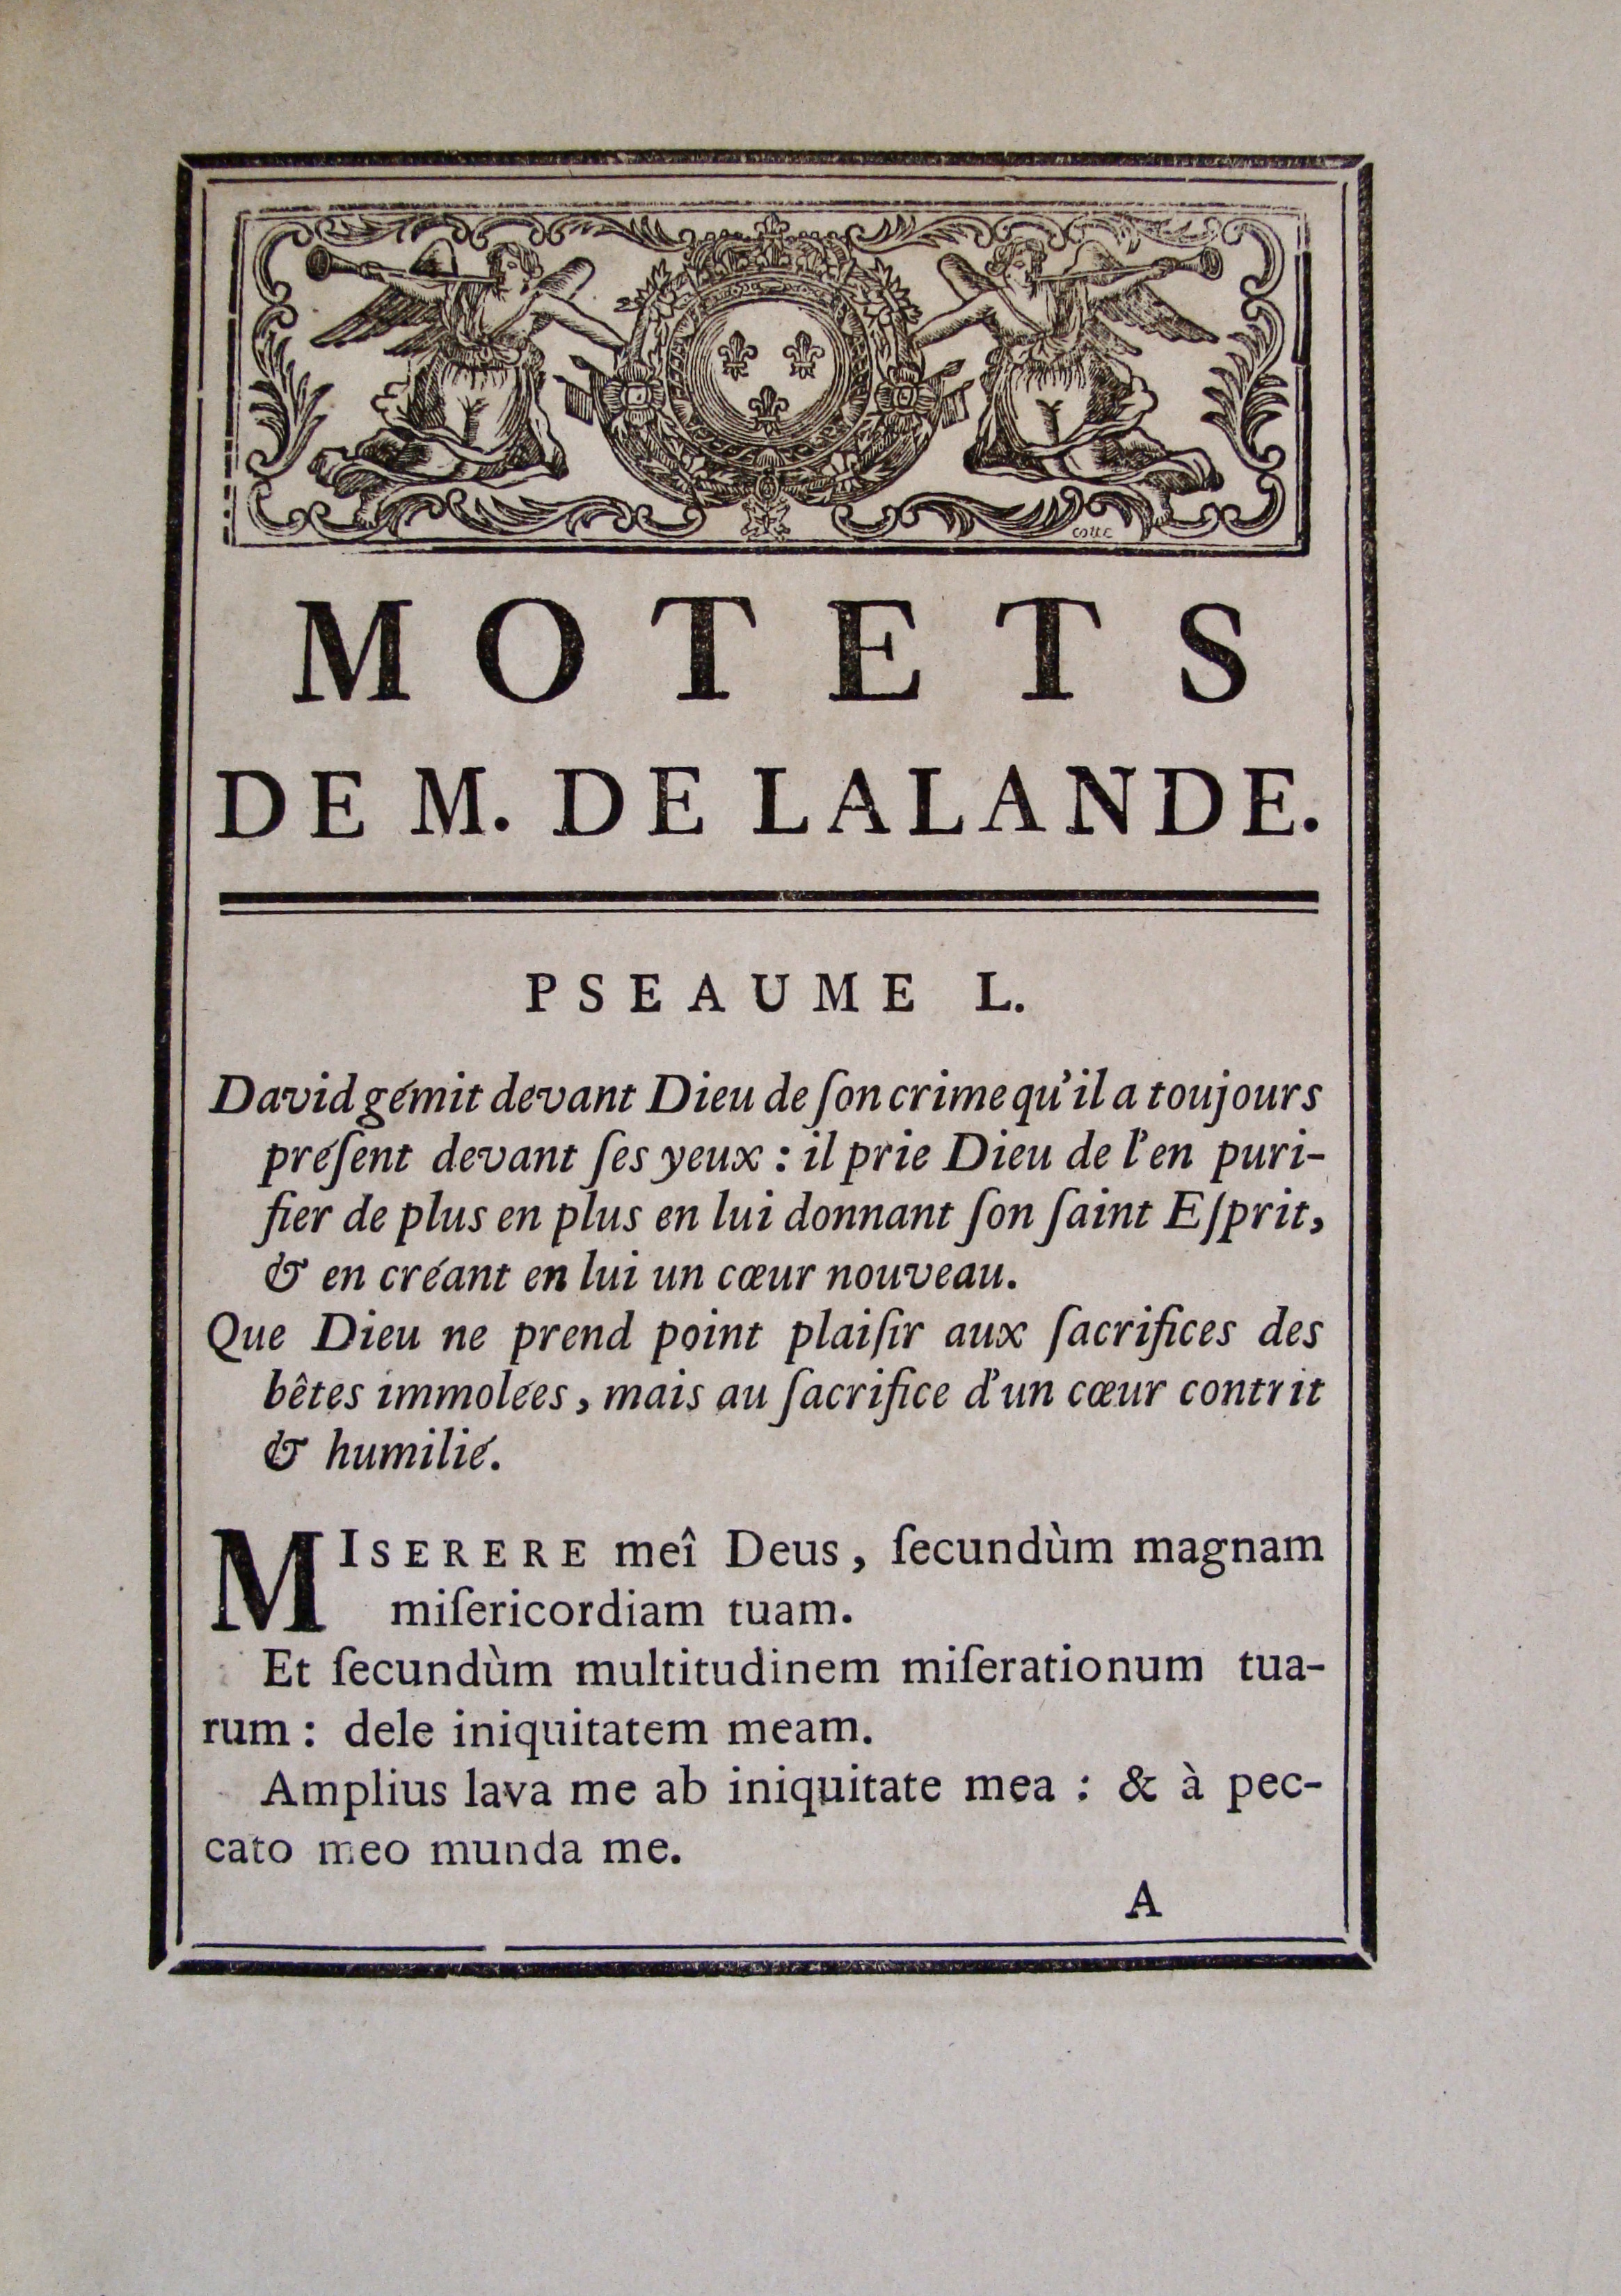 MOTETS
DE M. DE LALANDE.
PSEAUME L.
David gémit devant Dieu de ſon crime qu'il a toujours
préſent devant ſes yeux : il prie Dieu de l'en puri-
fier de plus en plus en lui donnant ſon ſaint Eſprit,
& en créant en lui un cœur nouveau.
Que Dieu ne prend point plaiſir aux ſacrifices des
bêtes immolées, mais au ſacrifice d'un cœur contrit
& humilié.
MISERERE meî Deus, ſecundùm magnam
miſericordiam tuam.
Et ſecundùm multitudinem miſerationum tua-
rum : dele iniquitatem meam.
Amplius lava me ab iniquitate mea : & à pec-
cato meo munda me.
A